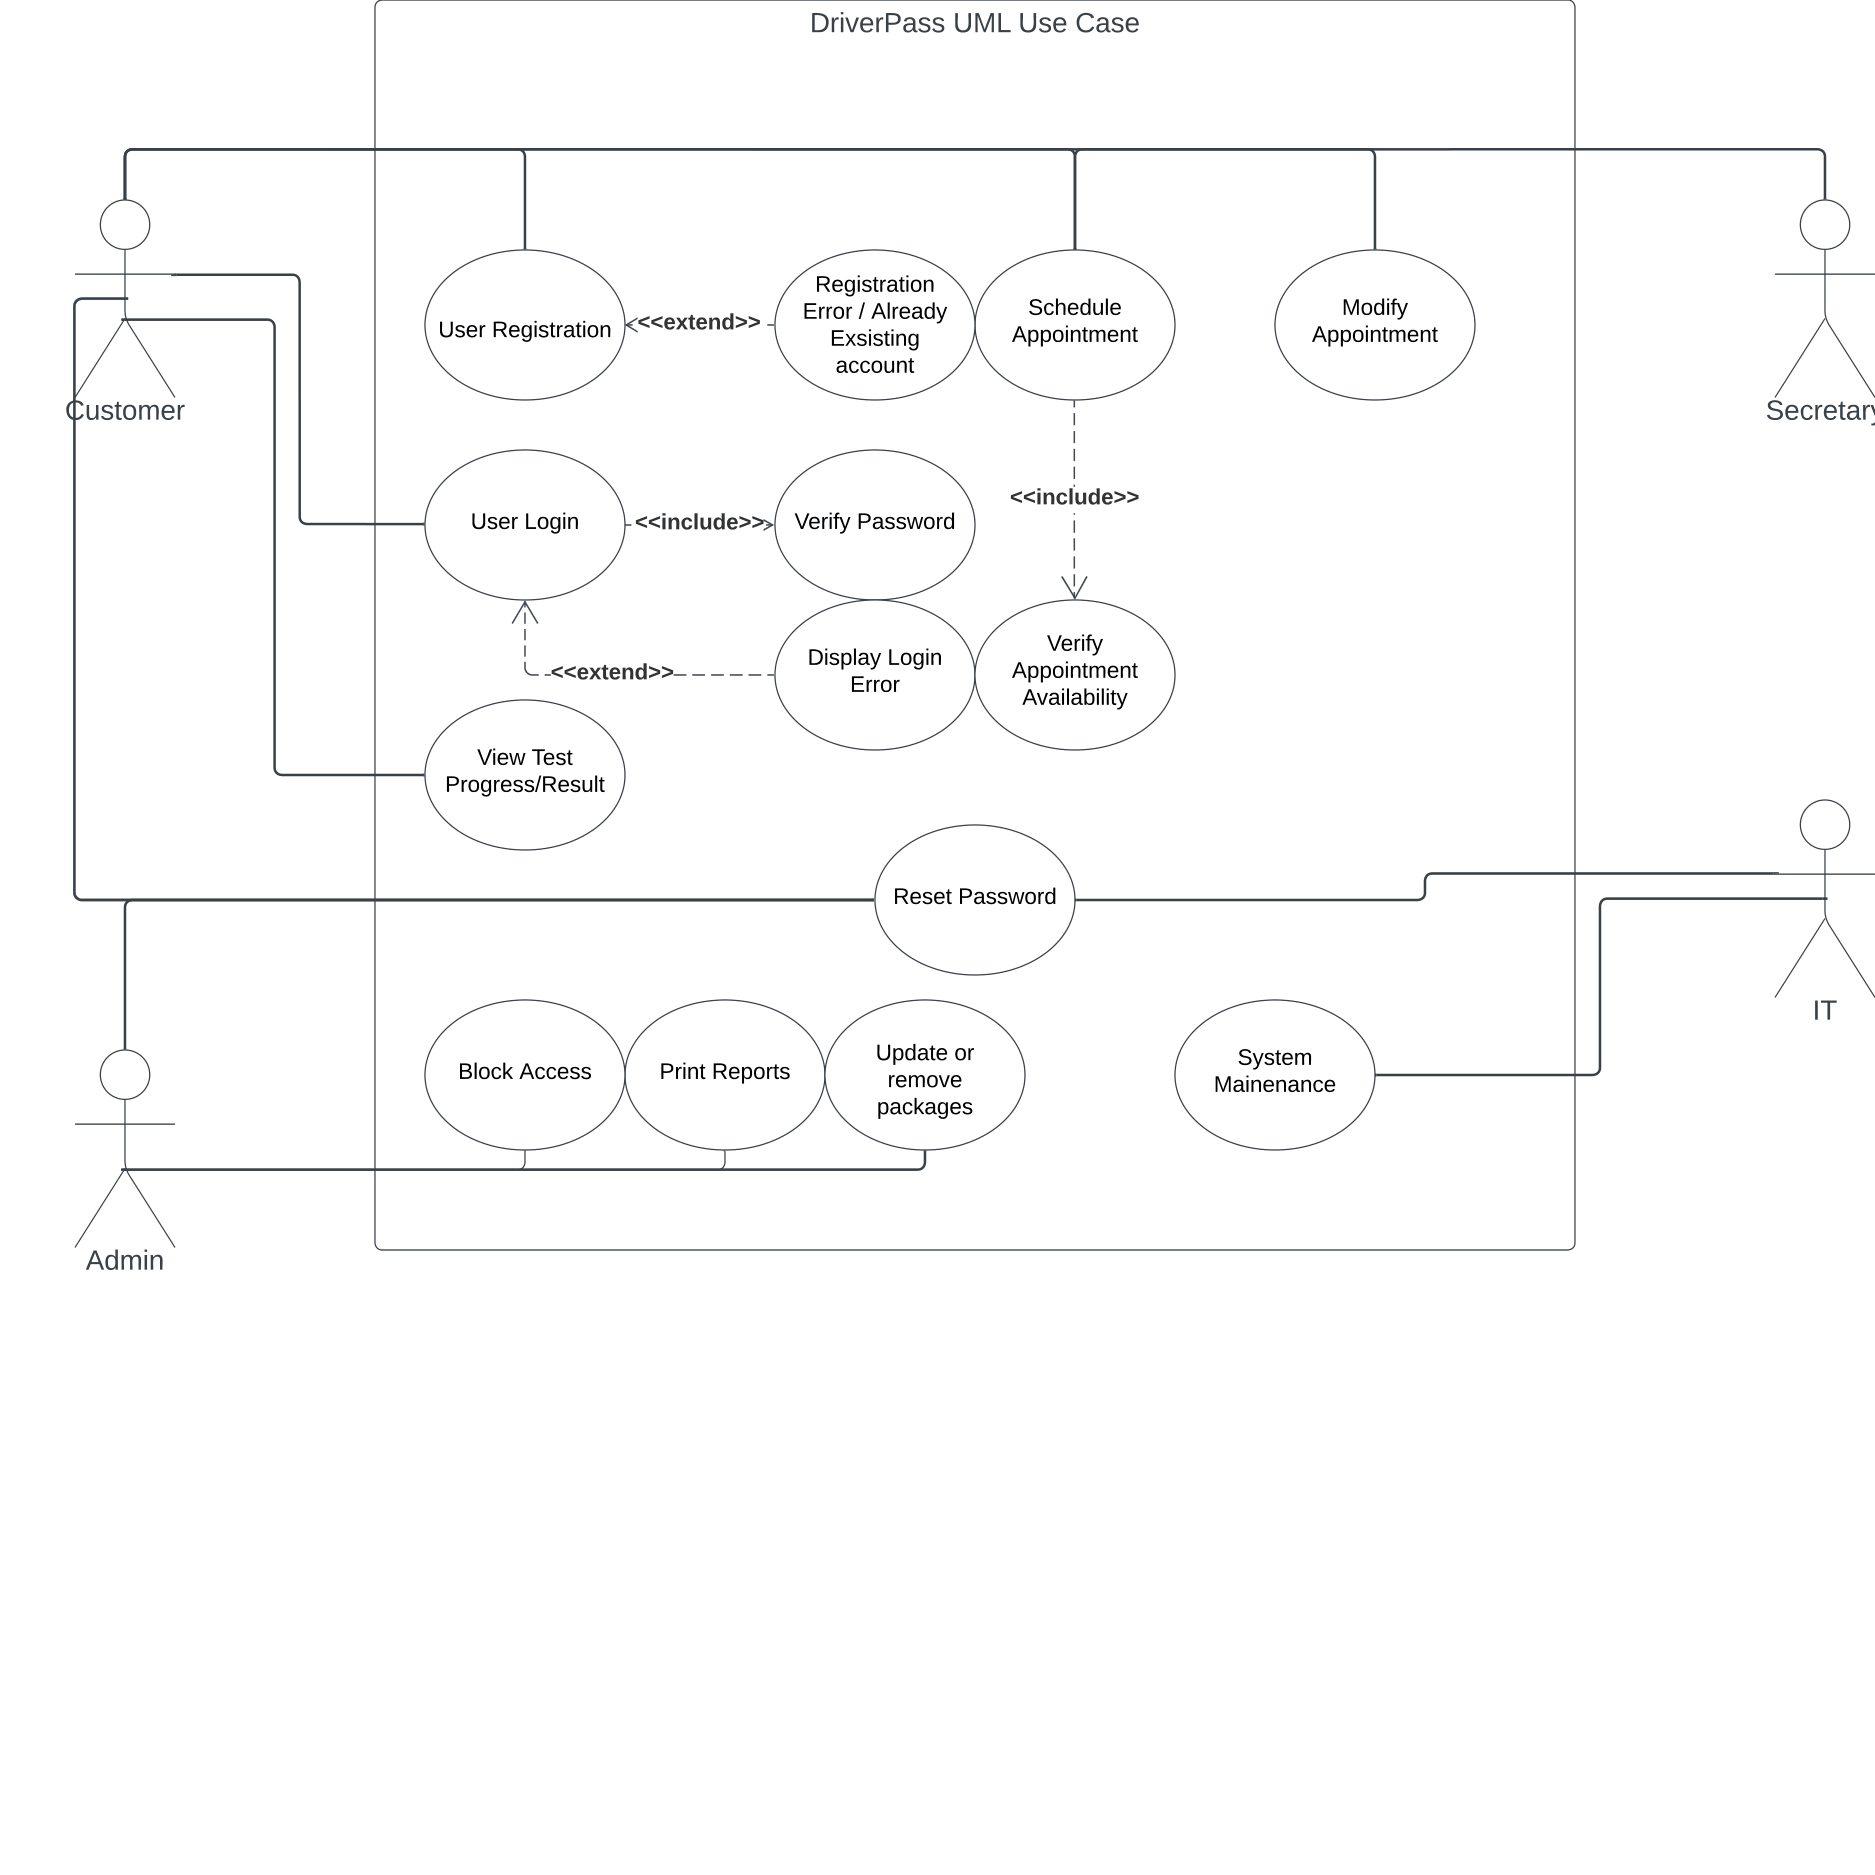 DriverPass UML Use Case
User Registration
<<extend>>
Registration
Error / Already
Exsisting
account
Schedule
Appointment
Modify
Appointment
Customer
Secretary
User Login
<<include>>
Verify Password
<<include>>
<<extend>>
Display Login
Error
Verify
Appointment
Availability
View Test
Progress/Result
Reset Password
IT
Block Access
Print Reports
Update or
remove
packages
System
Mainenance
Admin